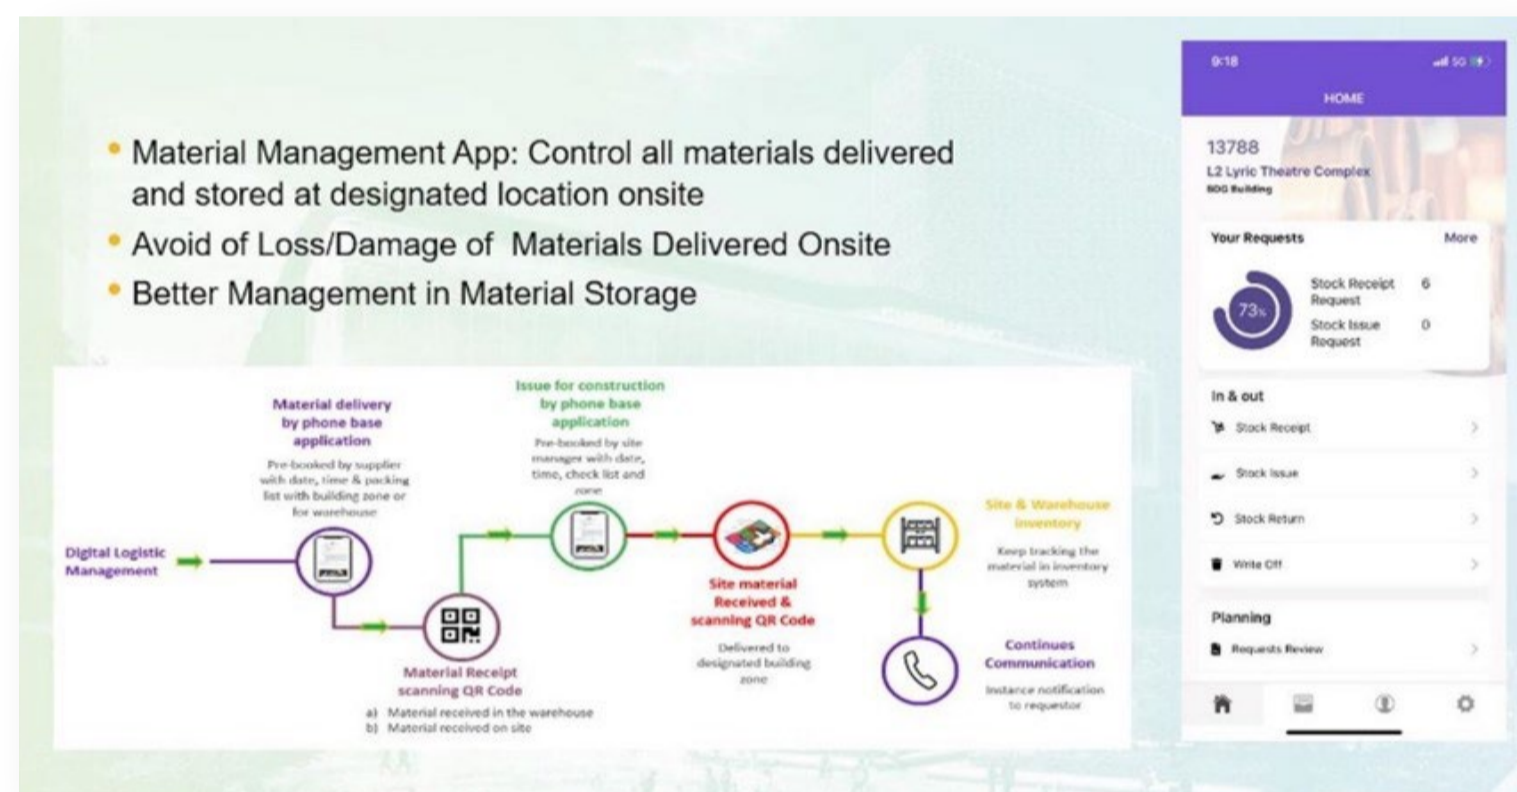 Material Management App: Control all materials delivered
and stored at designated location onsite
Avoid of Loss/Damage of Materials Delivered Onsite
Better Management in Material Storage
Digital Logistic
Management
Material delivery
by phone base
application
Pre-booked by supplier
with date, time & packing
list with building zone or
for warehouse
Material Receipt
scanning QR Code
a) Material received in the warehouse
b) Material received on site
Issue for construction
by phone base
application
Pre-booked by site
manager with date,
time, check list and
zone
Site material
Received &
scanning QR Code
Delivered to
designated building
zone
Site & Warehouse
inventory
Keep tracking the
material in inventory
system
Continues
Communication
Instance notification
to requestor
9:18
5G
HOME
13788
L2 Lyric Theatre Complex
BDG Building
Your Requests More
73%
Stock Receipt 6
Request
Stock Issue 0
Request
In & out
Stock Receipt
Stock Issue
Stock Return
Write Off
Planning
Requests Review